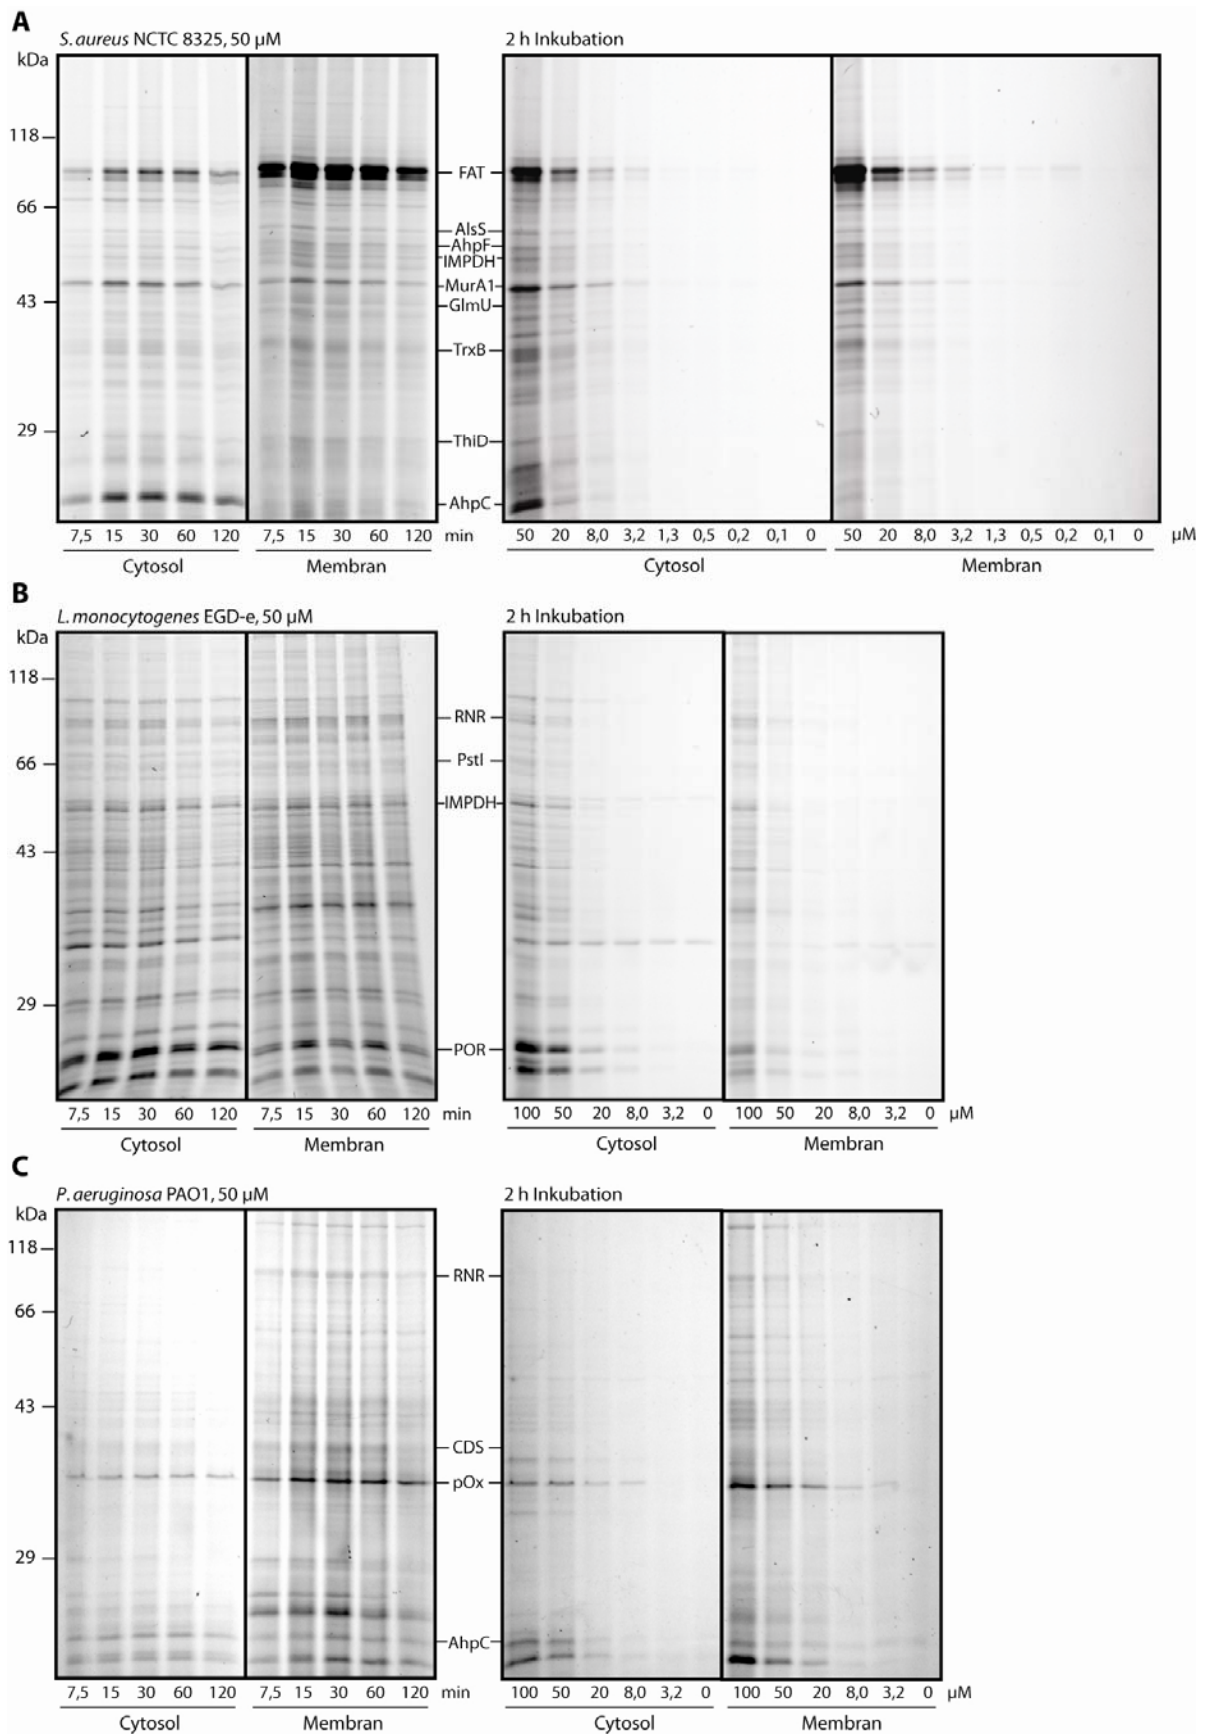 A
S. aureus NCTC 8325, 50 µM
2 h Inkubation
kDa
118
FAT
66
AlsS
AhpF
IMPDH
MurA1
43
GlmU
TrxB
29
ThiD
AhpC
7,5 15 30 60 120 7,5 15 30 60 120 min 50 20 8,0 3,2 1,3 0,5 0,2 0,1 0 50 20 8,0 3,2 1,3 0,5 0,2 0,1 0 µM
Cytosol Membran Cytosol Membran
B
L. monocytogenes EGD-e, 50 µM
2 h Inkubation
kDa
118
RNR
PstI
66
IMPDH
43
29
POR
7,5 15 30 60 120 7,5 15 30 60 120 min 100 50 20 8,0 3,2 0 100 50 20 8,0 3,2 0 µM
Cytosol Membran Cytosol Membran
C
P. aeruginosa PAO1, 50 µM
2 h Inkubation
kDa
118
RNR
66
43
CDS
pOx
29
AhpC
7,5 15 30 60 120 7,5 15 30 60 120 min 100 50 20 8,0 3,2 0 100 50 20 8,0 3,2 0 µM
Cytosol Membran Cytosol Membran